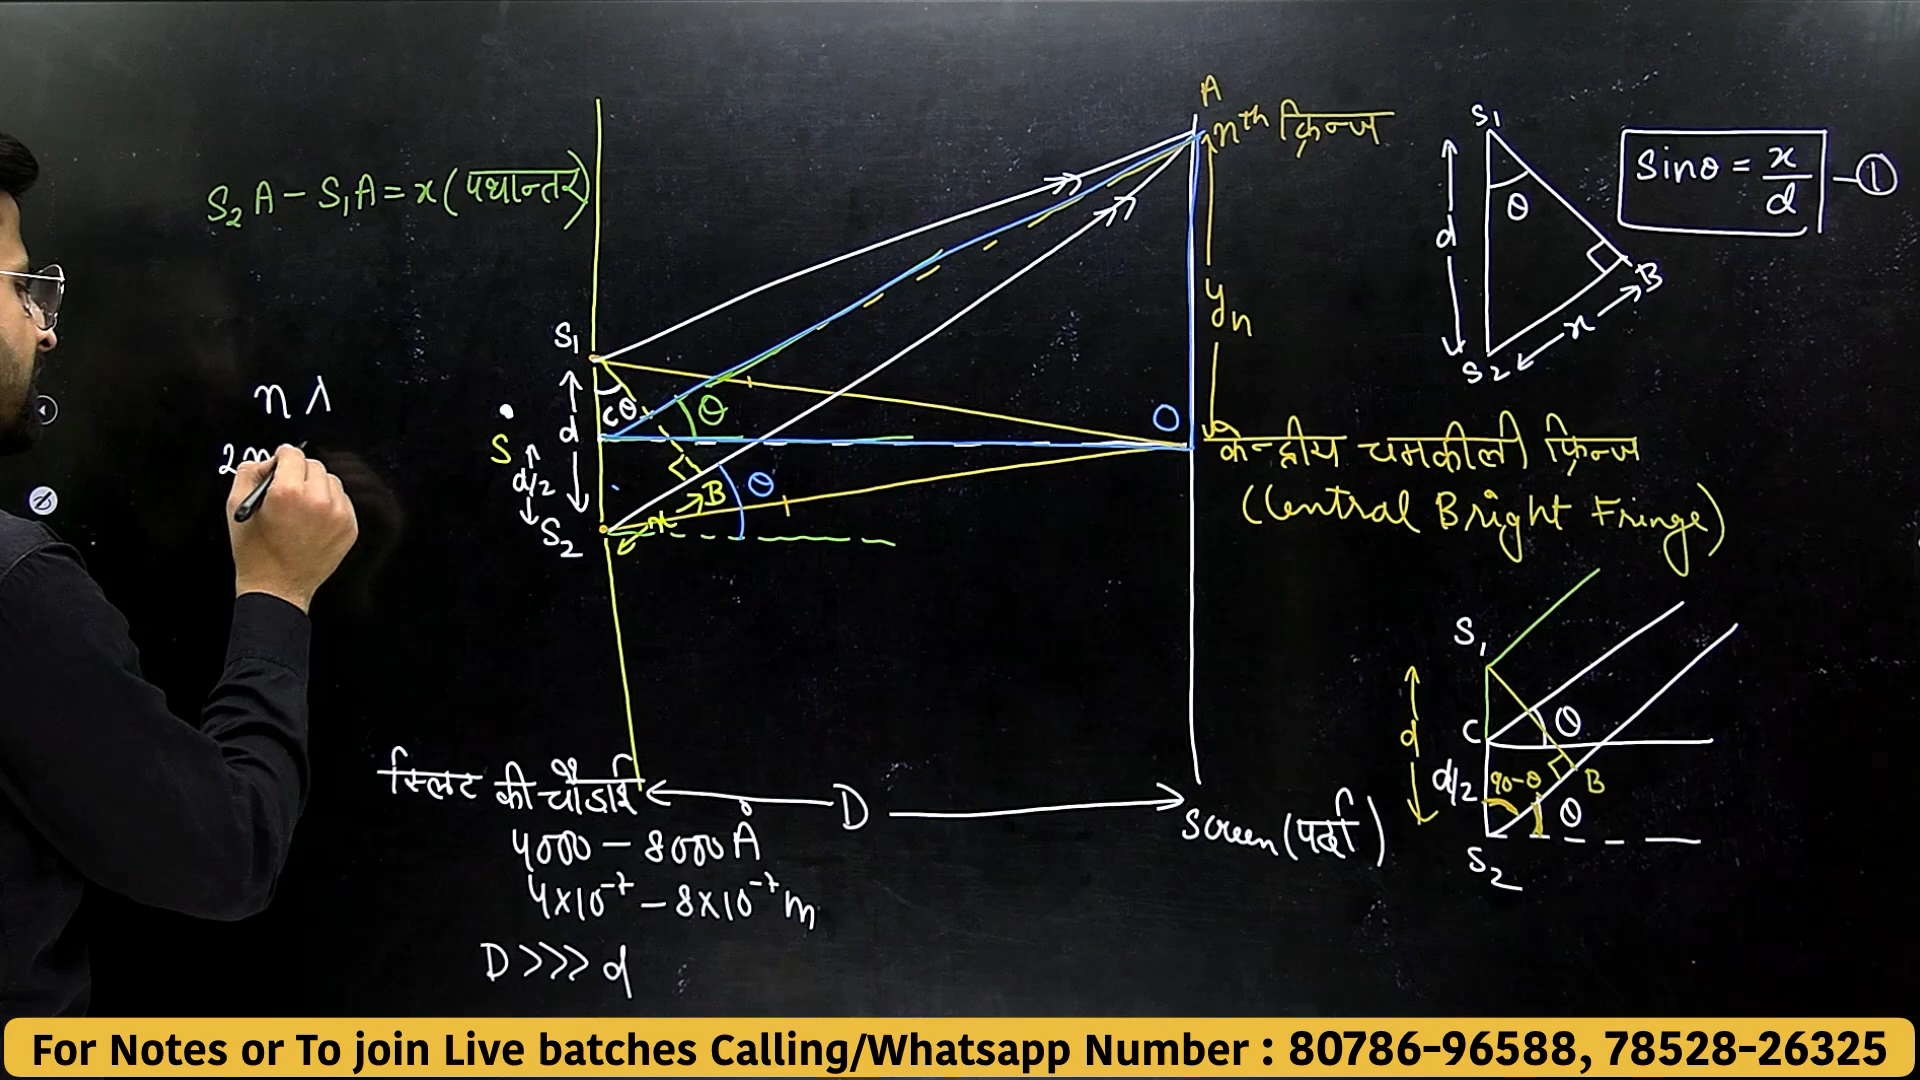 A
nth फ्रिन्ज
S₂A – S₁A = x (पथान्तर)
S₁
d
θ
S₂
B
x
Sinθ = x/d –①
yₙ
S₁
θ
C
θ
O
n λ
S
d
d/2
B
θ
x
S₂
2n
केन्द्रीय चमकीली फ्रिन्ज
(Central Bright Fringe)
S₁
C
θ
d
d/2
90-θ
B
θ
S₂
स्लिट की चौडाई
D
Screen (पर्दा)
4000 – 8000 Å
4×10⁻⁷ – 8×10⁻⁷ m
D >>> d
For Notes or To join Live batches Calling/Whatsapp Number : 80786-96588, 78528-26325